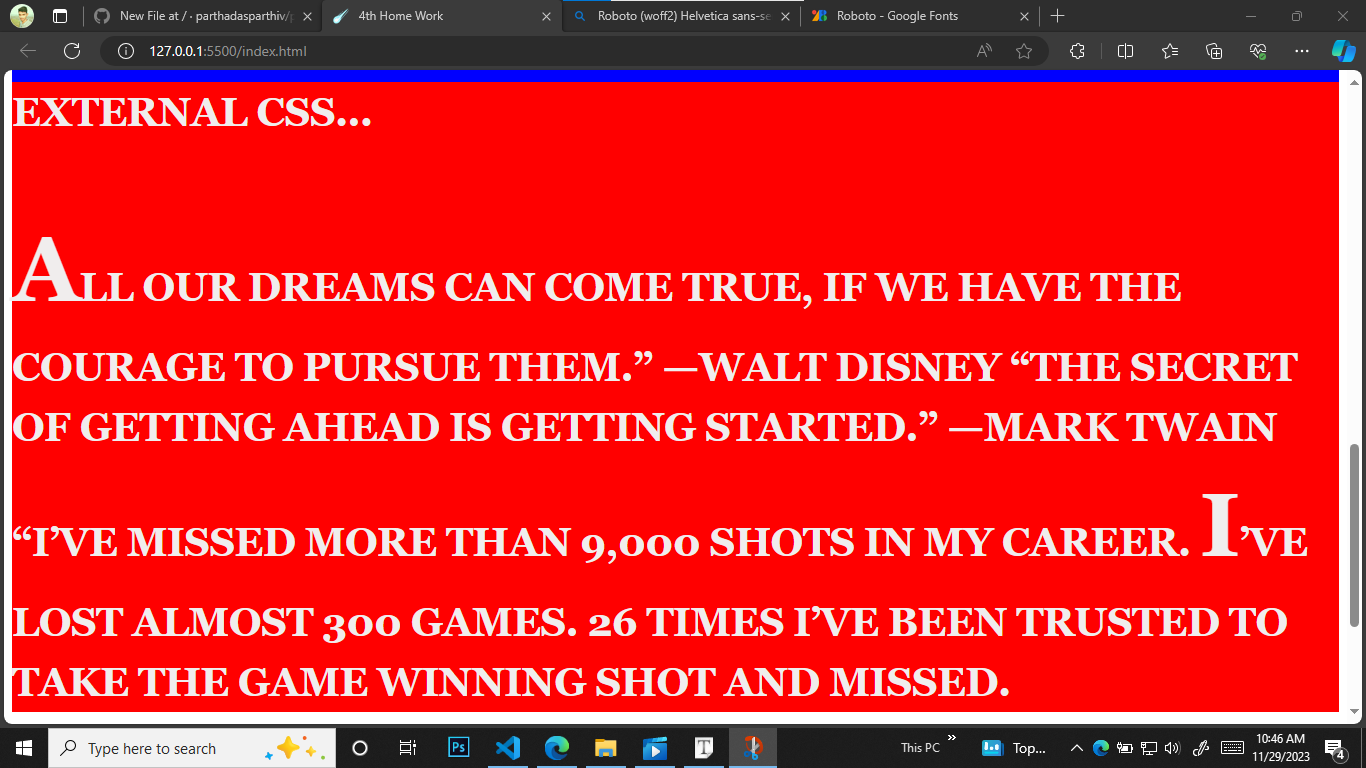 New File at / · parthadasparthiv/p
4th Home Work
Roboto (woff2) Helvetica sans-se
Roboto - Google Fonts
127.0.0.1:5500/index.html
EXTERNAL CSS...
ALL OUR DREAMS CAN COME TRUE, IF WE HAVE THE
COURAGE TO PURSUE THEM.” —WALT DISNEY “THE SECRET
OF GETTING AHEAD IS GETTING STARTED.” —MARK TWAIN
“I’VE MISSED MORE THAN 9,000 SHOTS IN MY CAREER. I’VE
LOST ALMOST 300 GAMES. 26 TIMES I’VE BEEN TRUSTED TO
TAKE THE GAME WINNING SHOT AND MISSED.
Type here to search
Ps
T
This PC
»
Top...
10:46 AM
11/29/2023
4